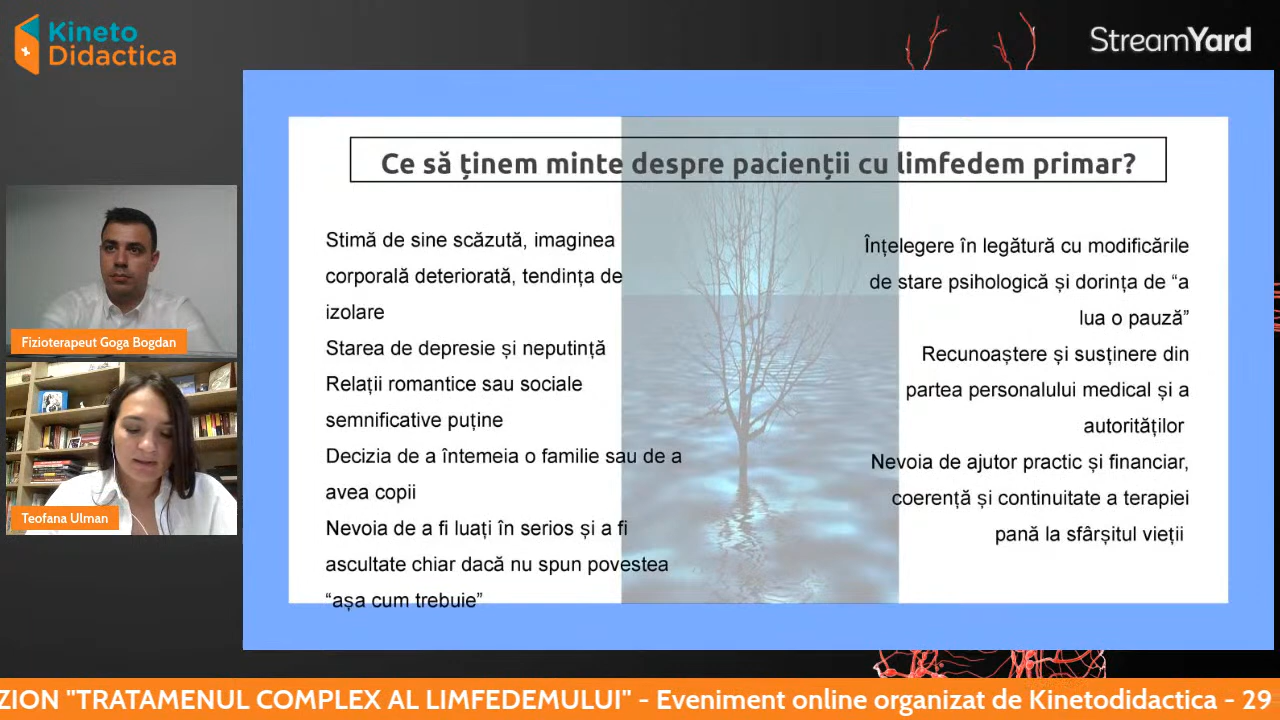 Kineto
Didactica
StreamYard
Ce să ținem minte despre pacienții cu limfedem primar?
Stimă de sine scăzută, imaginea
corporală deteriorată, tendința de
izolare
Starea de depresie și neputință
Relații romantice sau sociale
semnificative puține
Decizia de a întemeia o familie sau de a
avea copii
Nevoia de a fi luați în serios și a fi
ascultate chiar dacă nu spun povestea
“așa cum trebuie”
Înțelegere în legătură cu modificările
de stare psihologică și dorința de “a
lua o pauză”
Recunoaștere și susținere din
partea personalului medical și a
autorităților
Nevoia de ajutor practic și financiar,
coerență și continuitate a terapiei
pană la sfârșitul vieții
Fizioterapeut Goga Bogdan
Teofana Ulman
ZION "TRATAMENUL COMPLEX AL LIMFEDEMULUI" - Eveniment online organizat de Kinetodidactica - 29